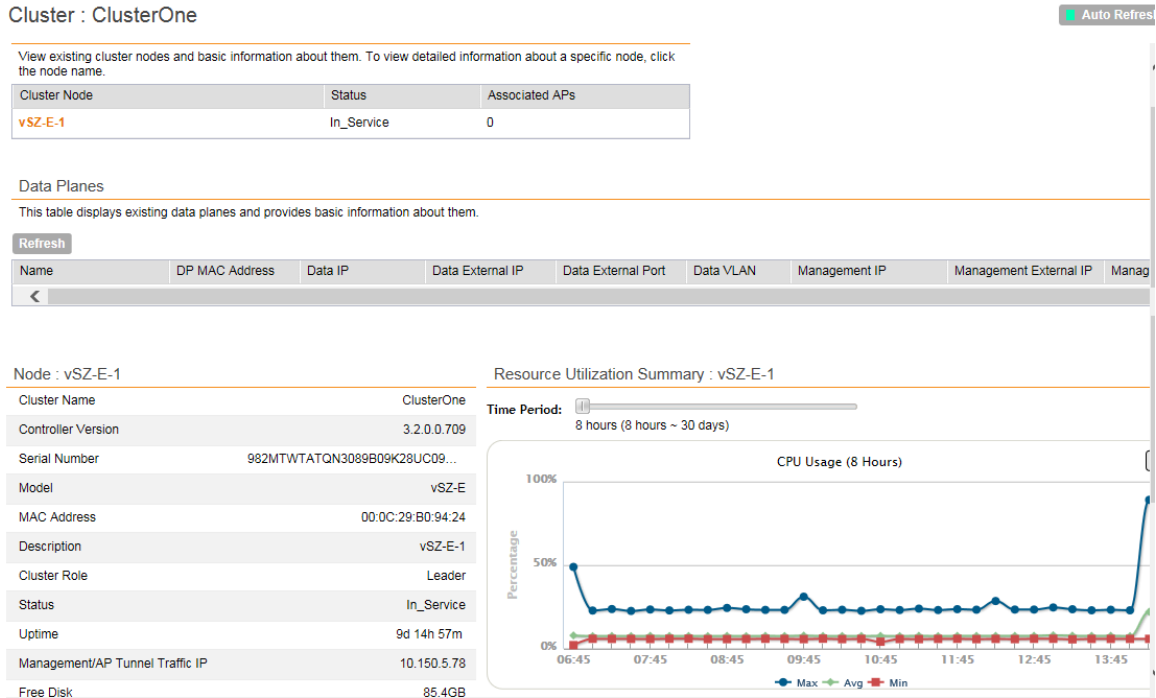 Cluster : ClusterOne
Auto Refresh
View existing cluster nodes and basic information about them. To view detailed information about a specific node, click
the node name.
Cluster Node Status Associated APs
vSZ-E-1 In_Service 0
Data Planes
This table displays existing data planes and provides basic information about them.
Refresh
Name DP MAC Address Data IP Data External IP Data External Port Data VLAN Management IP Management External IP Manag
Node : vSZ-E-1
Cluster Name ClusterOne
Controller Version 3.2.0.0.709
Serial Number 982MTWTATQN3089B09K28UC09...
Model vSZ-E
MAC Address 00:0C:29:B0:94:24
Description vSZ-E-1
Cluster Role Leader
Status In_Service
Uptime 9d 14h 57m
Management/AP Tunnel Traffic IP 10.150.5.78
Free Disk 85.4GB
Resource Utilization Summary : vSZ-E-1
Time Period:
8 hours (8 hours ~ 30 days)
CPU Usage (8 Hours)
100%
Percentage
50%
0%
06:45 07:45 08:45 09:45 10:45 11:45 12:45 13:45
Max Avg Min